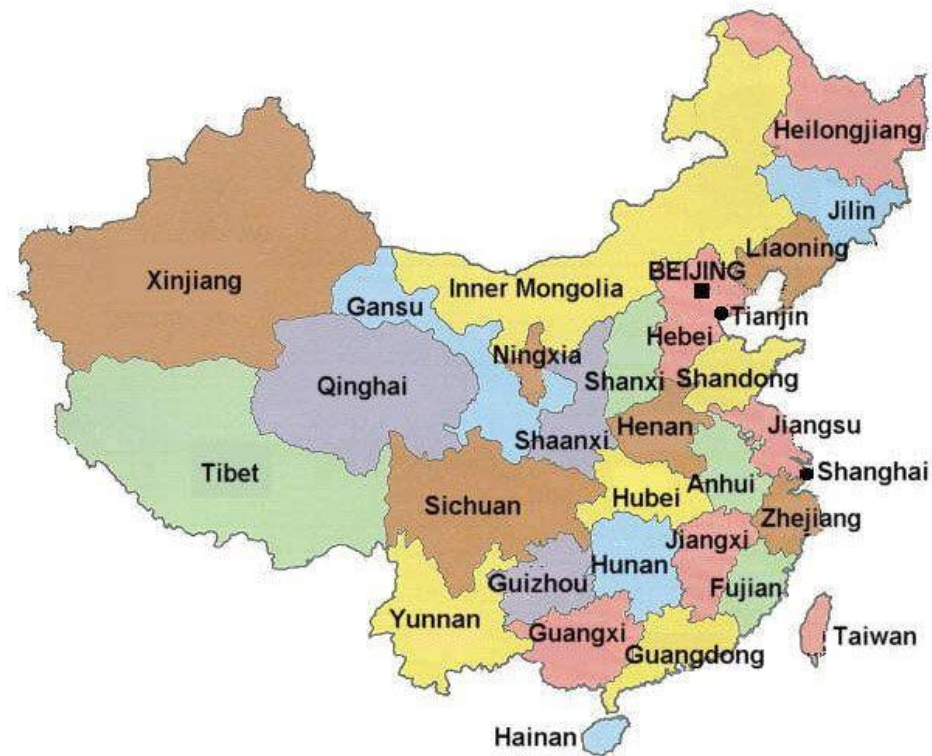 Heilongjiang
Jilin
Liaoning
BEIJING
Xinjiang
Inner Mongolia
Gansu
Tianjin
Hebei
Ningxia
Qinghai
Shanxi
Shandong
Jiangsu
Henan
Shaanxi
Tibet
Shanghai
Anhui
Hubei
Sichuan
Zhejiang
Jiangxi
Hunan
Guizhou
Fujian
Yunnan
Guangxi
Taiwan
Guangdong
Hainan